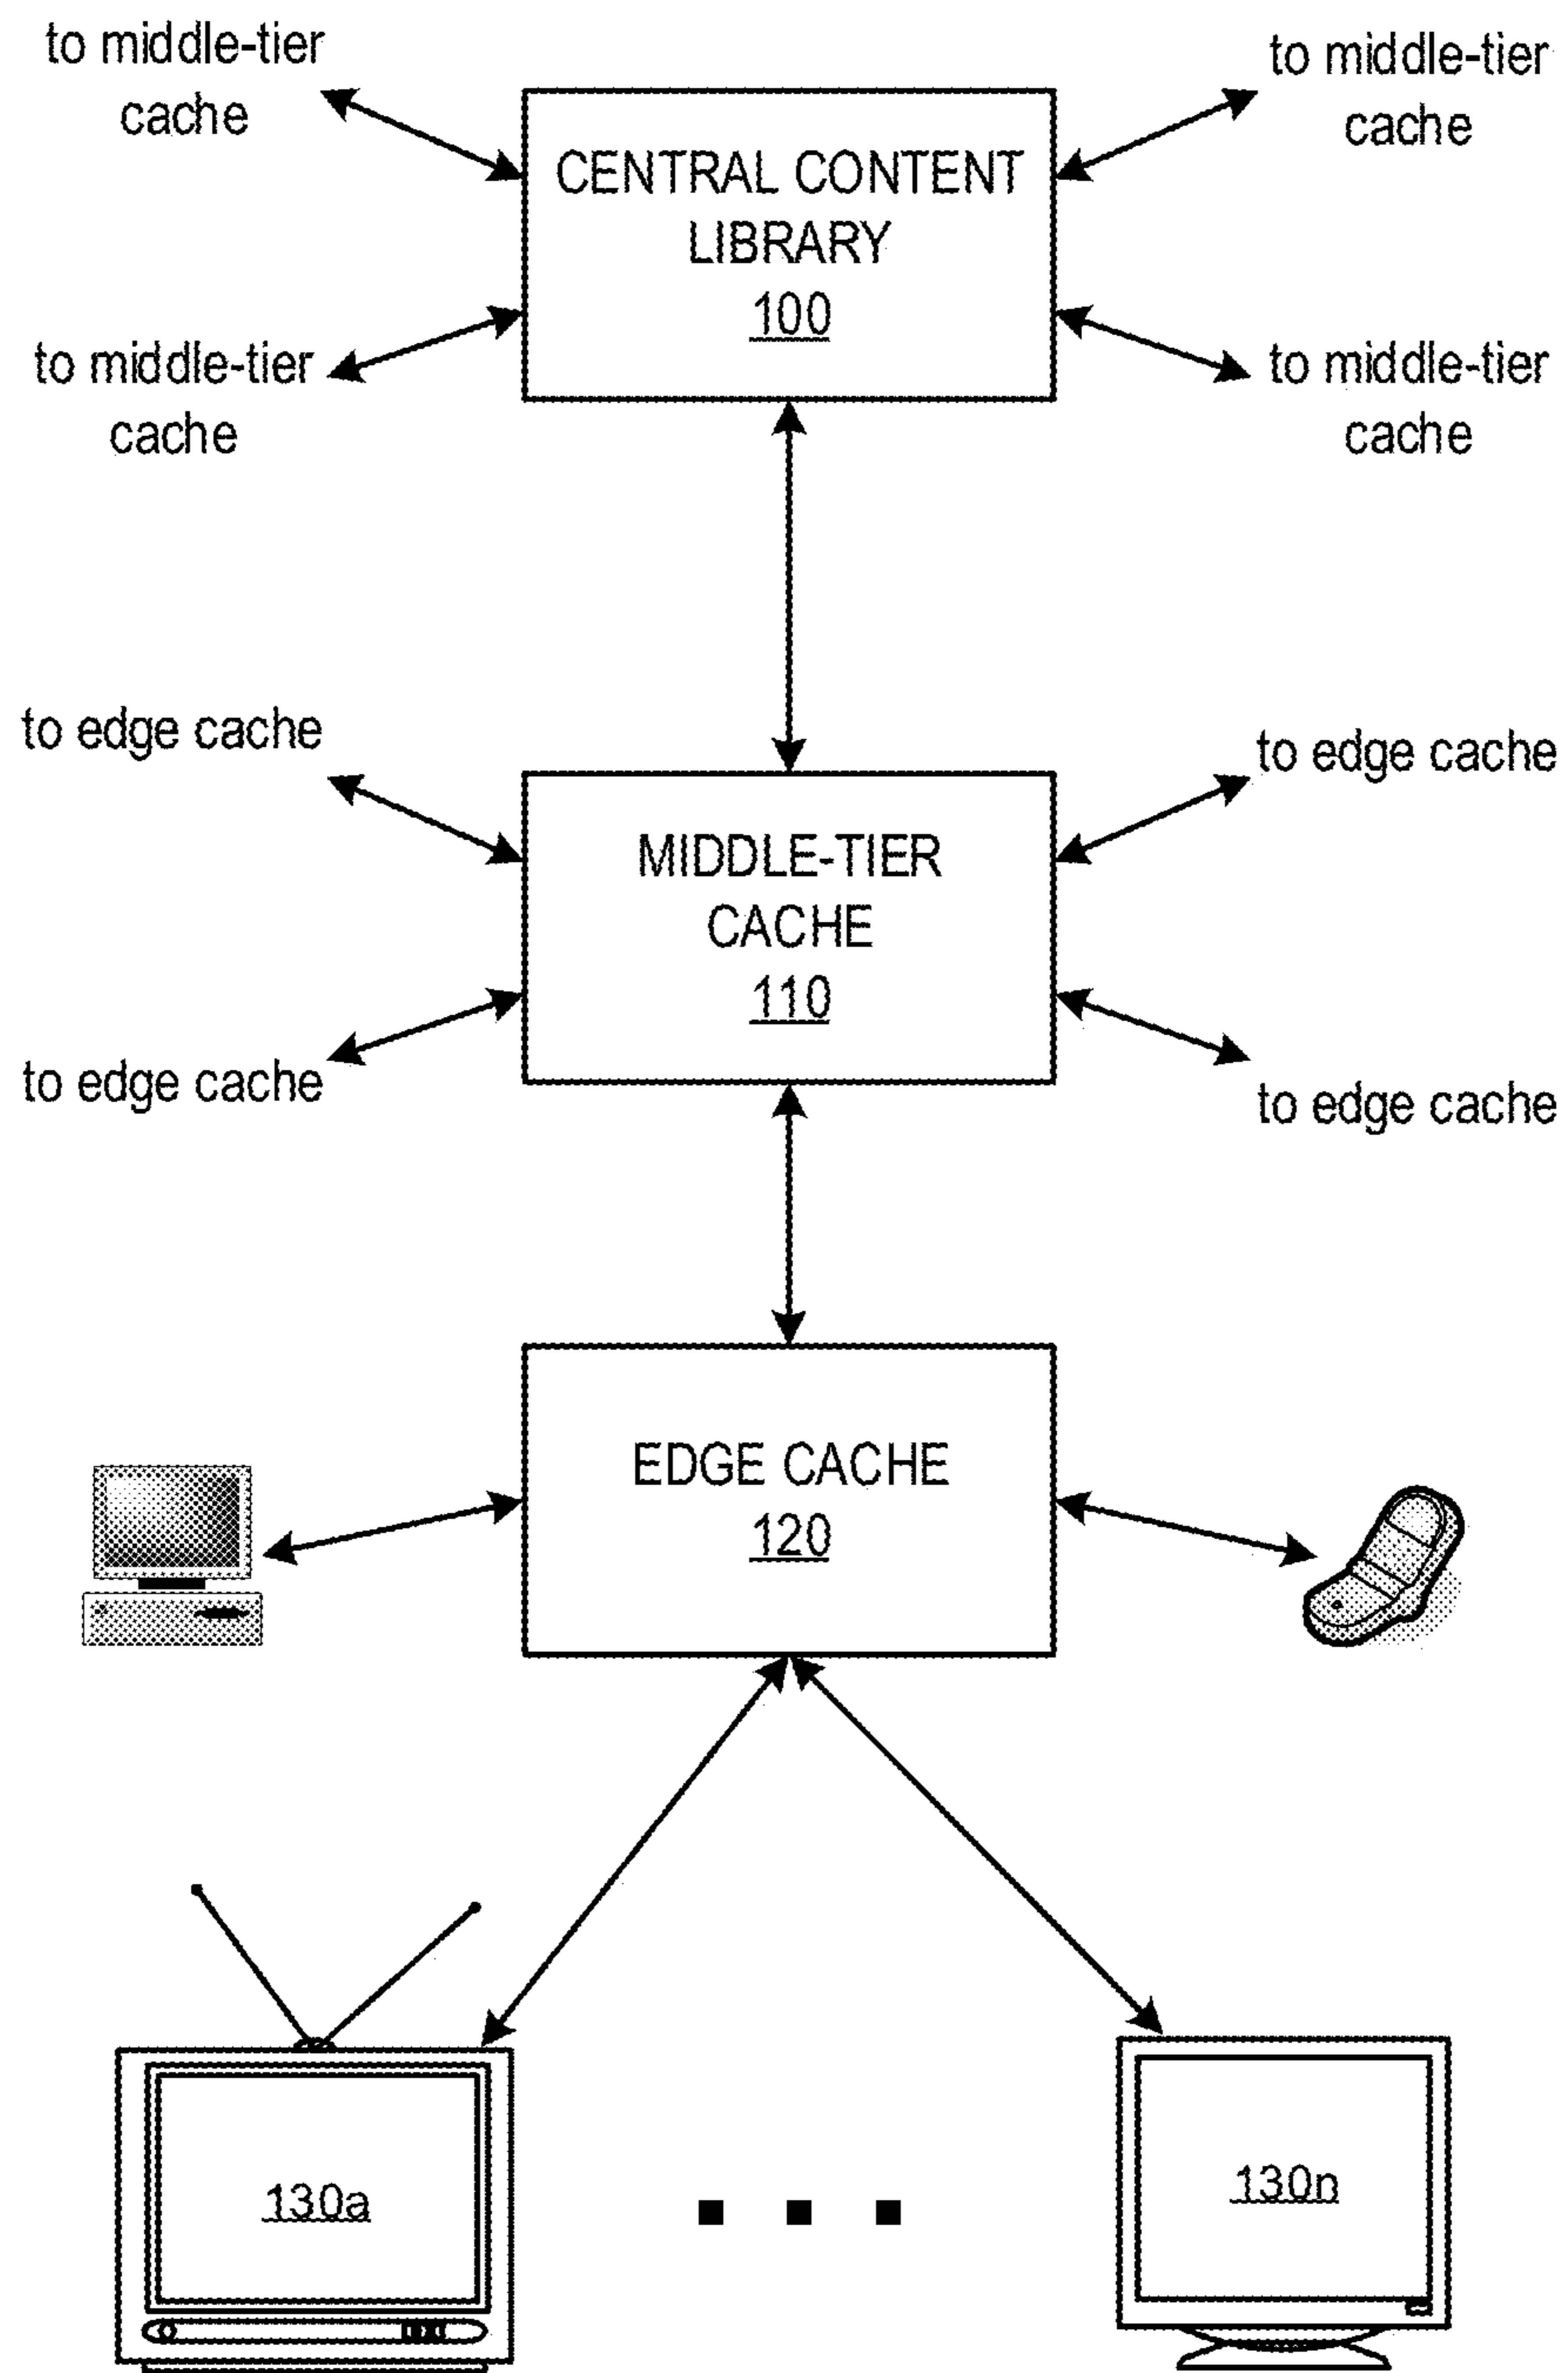 to middle-tier
cache
to middle-tier
cache
CENTRAL CONTENT
LIBRARY
100
to middle-tier
cache
to middle-tier
cache
to edge cache
to edge cache
MIDDLE-TIER
CACHE
110
to edge cache
to edge cache
EDGE CACHE
120
130a
130n